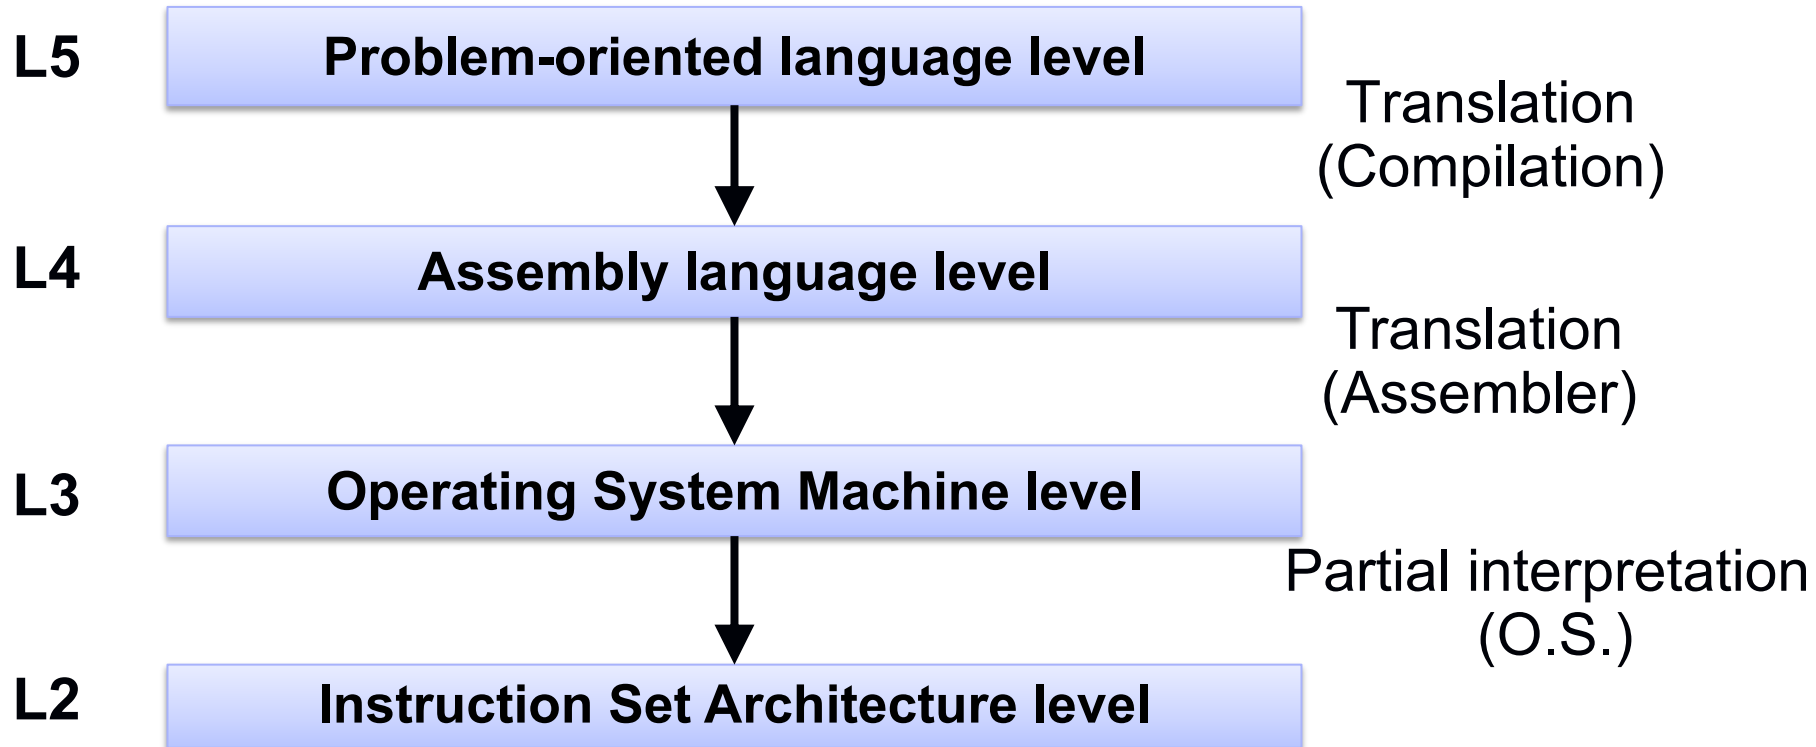 L5
Problem-oriented language level
Translation
(Compilation)
L4
Assembly language level
Translation
(Assembler)
L3
Operating System Machine level
Partial interpretation
(O.S.)
L2
Instruction Set Architecture level